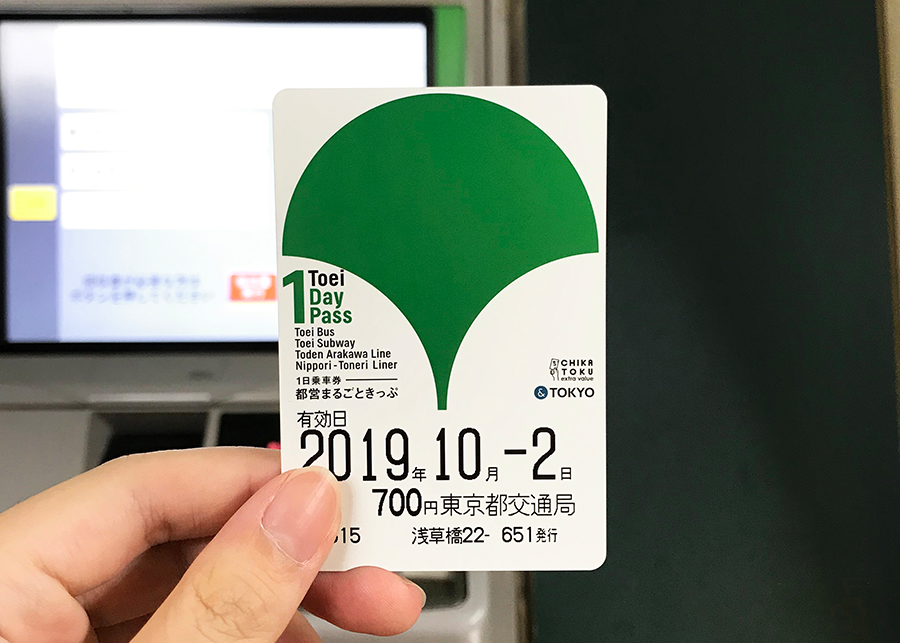 1 Toei
Day
Pass
Toei Bus
Toei Subway
Toden Arakawa Line
Nippori-Toneri Liner
1日乗車券
都営まるごときっぷ
CHIKA
TOKU
extra value
& TOKYO
有効日
2019年10月-2日
700円東京都交通局
15 浅草橋22- 651発行